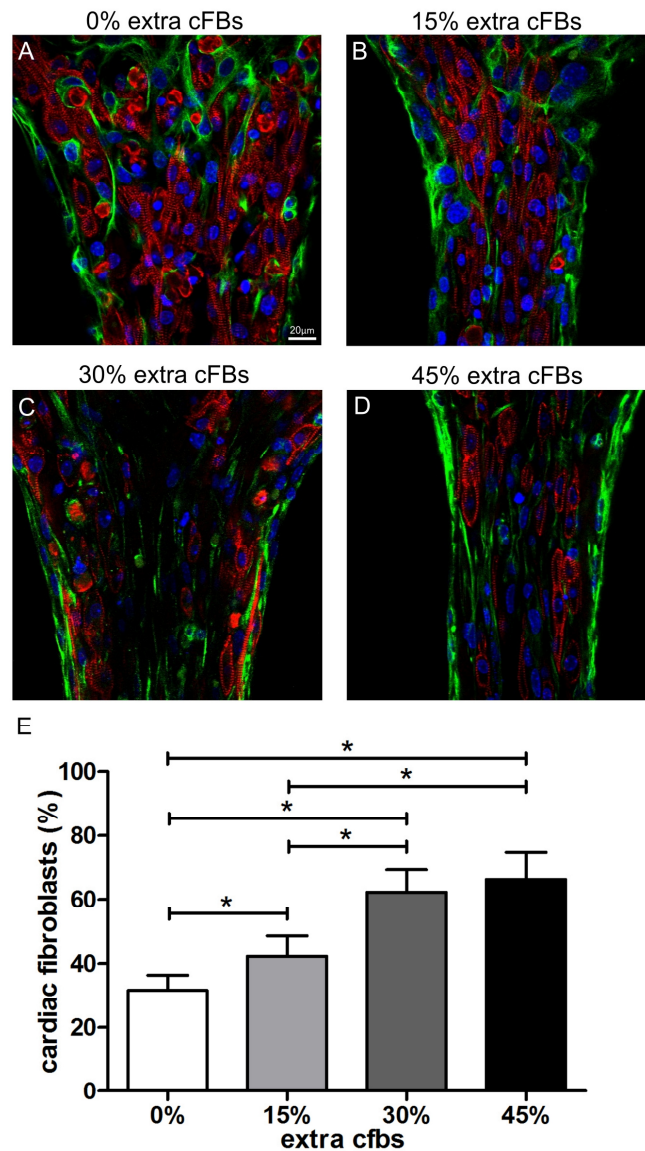 0% extra cFBs
15% extra cFBs
A
B
20µm
30% extra cFBs
45% extra cFBs
C
D
E
*
*
*
*
*
100
80
60
40
20
0
cardiac fibroblasts (%)
0%
15%
30%
45%
extra cfbs